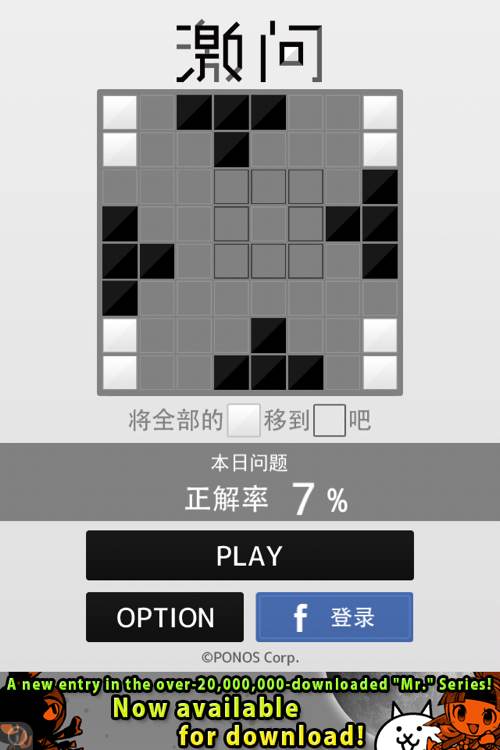 激问
将全部的 移到 吧
本日问题
正解率 7 %
PLAY
OPTION
f 登录
©PONOS Corp.
A new entry in the over-20,000,000-downloaded "Mr." Series!
Now available
for download!